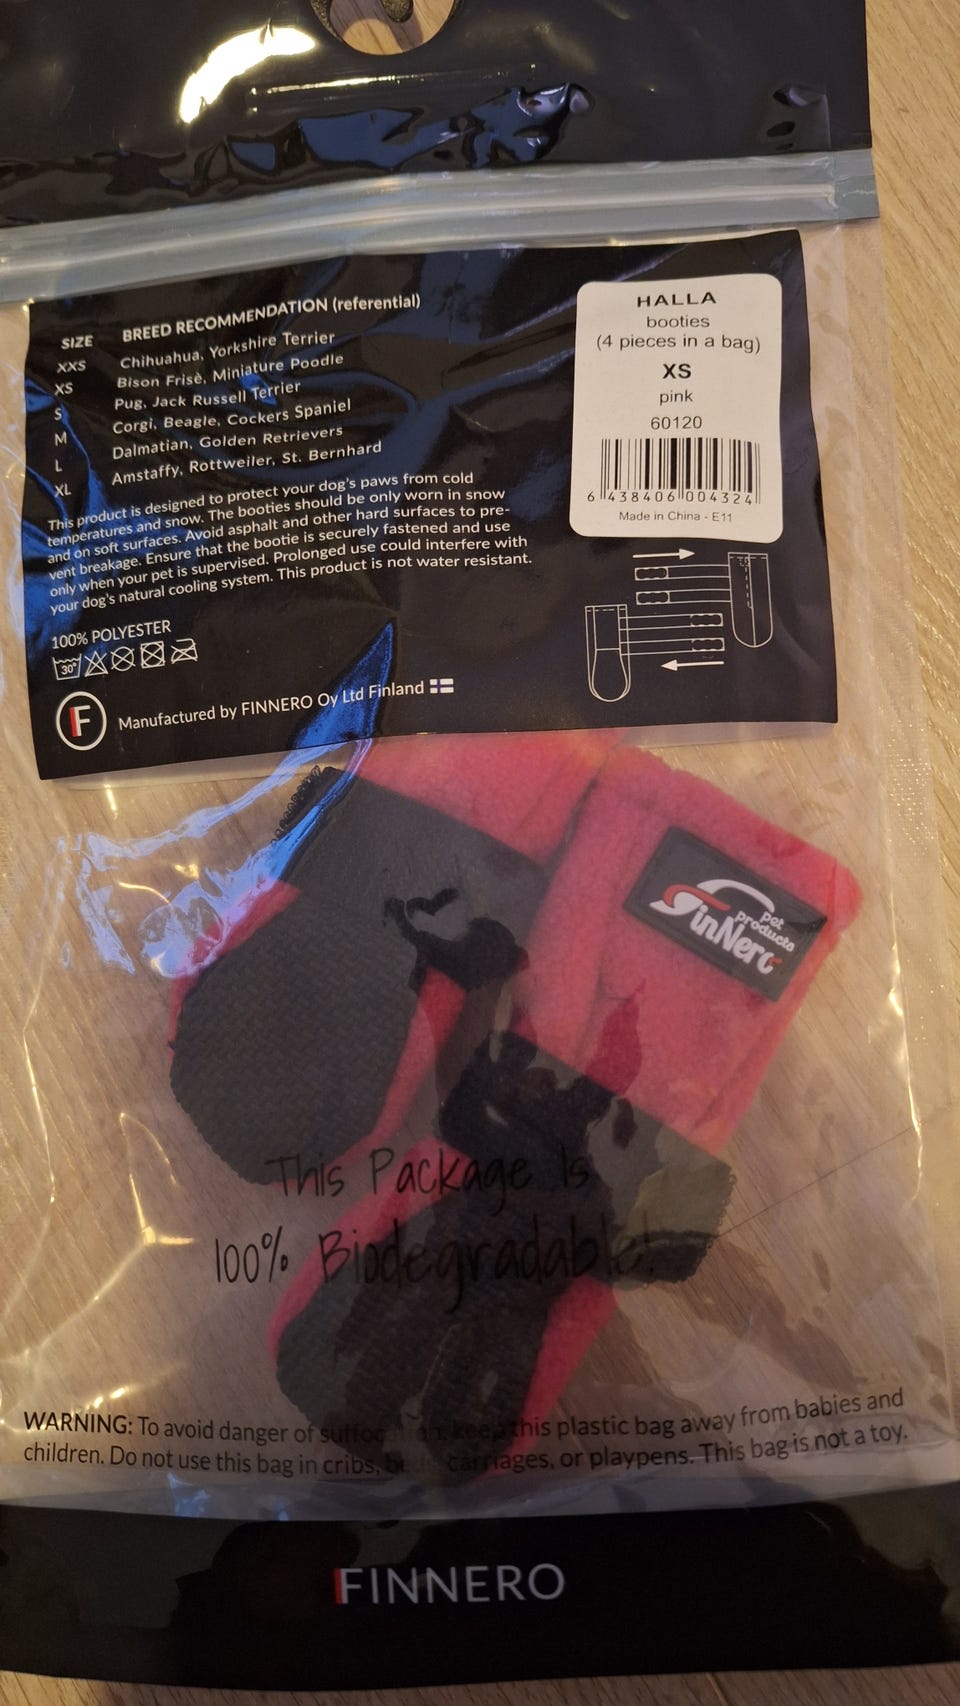 SIZE BREED RECOMMENDATION (referential)
XXS Chihuahua, Yorkshire Terrier
XS Bison Frisè, Miniature Poodle
S Pug, Jack Russell Terrier
M Corgi, Beagle, Cockers Spaniel
L Dalmatian, Golden Retrievers
XL Amstaffy, Rottweiler, St. Bernhard
This product is designed to protect your dog's paws from cold
temperatures and snow. The booties should be only worn in snow
and on soft surfaces. Avoid asphalt and other hard surfaces to pre-
vent breakage. Ensure that the bootie is securely fastened and use
only when your pet is supervised. Prolonged use could interfere with
your dog's natural cooling system. This product is not water resistant.
100% POLYESTER
30°
F Manufactured by FINNERO Oy Ltd Finland
HALLA
booties
(4 pieces in a bag)
XS
pink
60120
6 438406 004324
Made in China - E11
pet
products
FinNero
This Package Is
100% Biodegradable!
WARNING: To avoid danger of suffocation, keep this plastic bag away from babies and
children. Do not use this bag in cribs, beds, carriages, or playpens. This bag is not a toy.
FINNERO